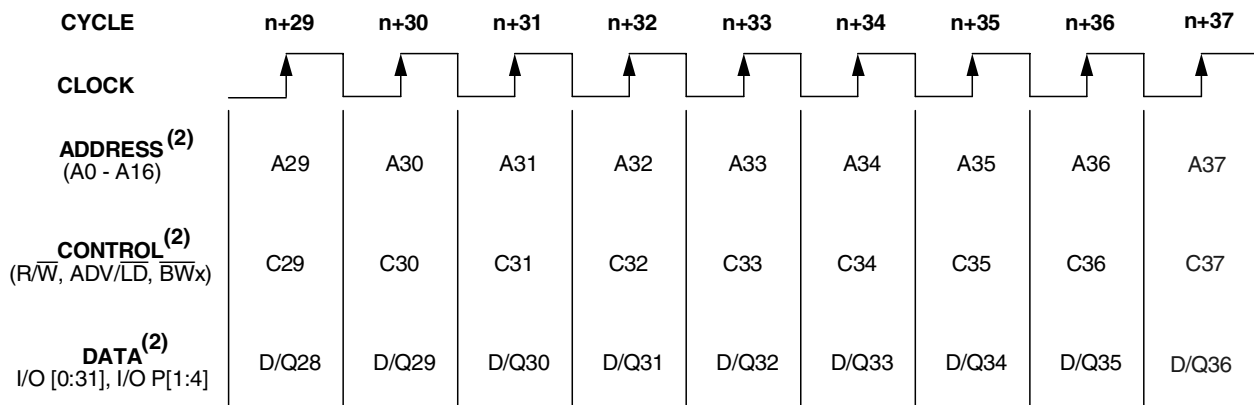 CYCLE n+29 n+30 n+31 n+32 n+33 n+34 n+35 n+36 n+37
CLOCK
ADDRESS(2)
(A0 - A16) A29 A30 A31 A32 A33 A34 A35 A36 A37
CONTROL(2)
(R/W̅, ADV/L̅D̅, B̅W̅x) C29 C30 C31 C32 C33 C34 C35 C36 C37
DATA(2)
I/O [0:31], I/O P[1:4] D/Q28 D/Q29 D/Q30 D/Q31 D/Q32 D/Q33 D/Q34 D/Q35 D/Q36